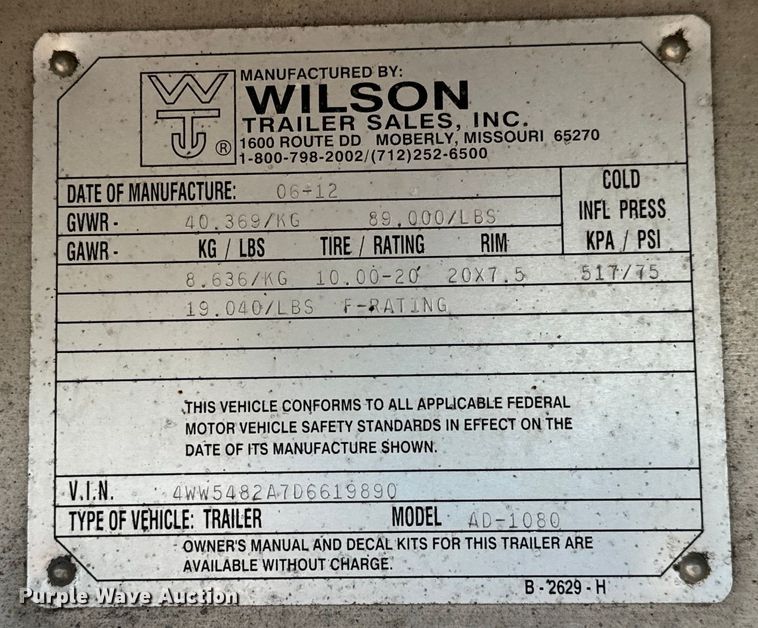 MANUFACTURED BY:
WILSON
TRAILER SALES, INC.
1600 ROUTE DD MOBERLY, MISSOURI 65270
1-800-798-2002/(712)252-6500
WT ®
DATE OF MANUFACTURE: 06-12
COLD
INFL PRESS
KPA / PSI
GVWR - 40.369/KG 89.000/LBS
GAWR - KG / LBS TIRE / RATING RIM
8.636/KG 10.00-20 20X7.5 517/75
19.040/LBS F-RATING
THIS VEHICLE CONFORMS TO ALL APPLICABLE FEDERAL
MOTOR VEHICLE SAFETY STANDARDS IN EFFECT ON THE
DATE OF ITS MANUFACTURE SHOWN.
V.I.N. 4WW5482A7D6619890
TYPE OF VEHICLE: TRAILER MODEL AD-1080
OWNER'S MANUAL AND DECAL KITS FOR THIS TRAILER ARE
AVAILABLE WITHOUT CHARGE.
B - 2629 - H
Purple Wave Auction